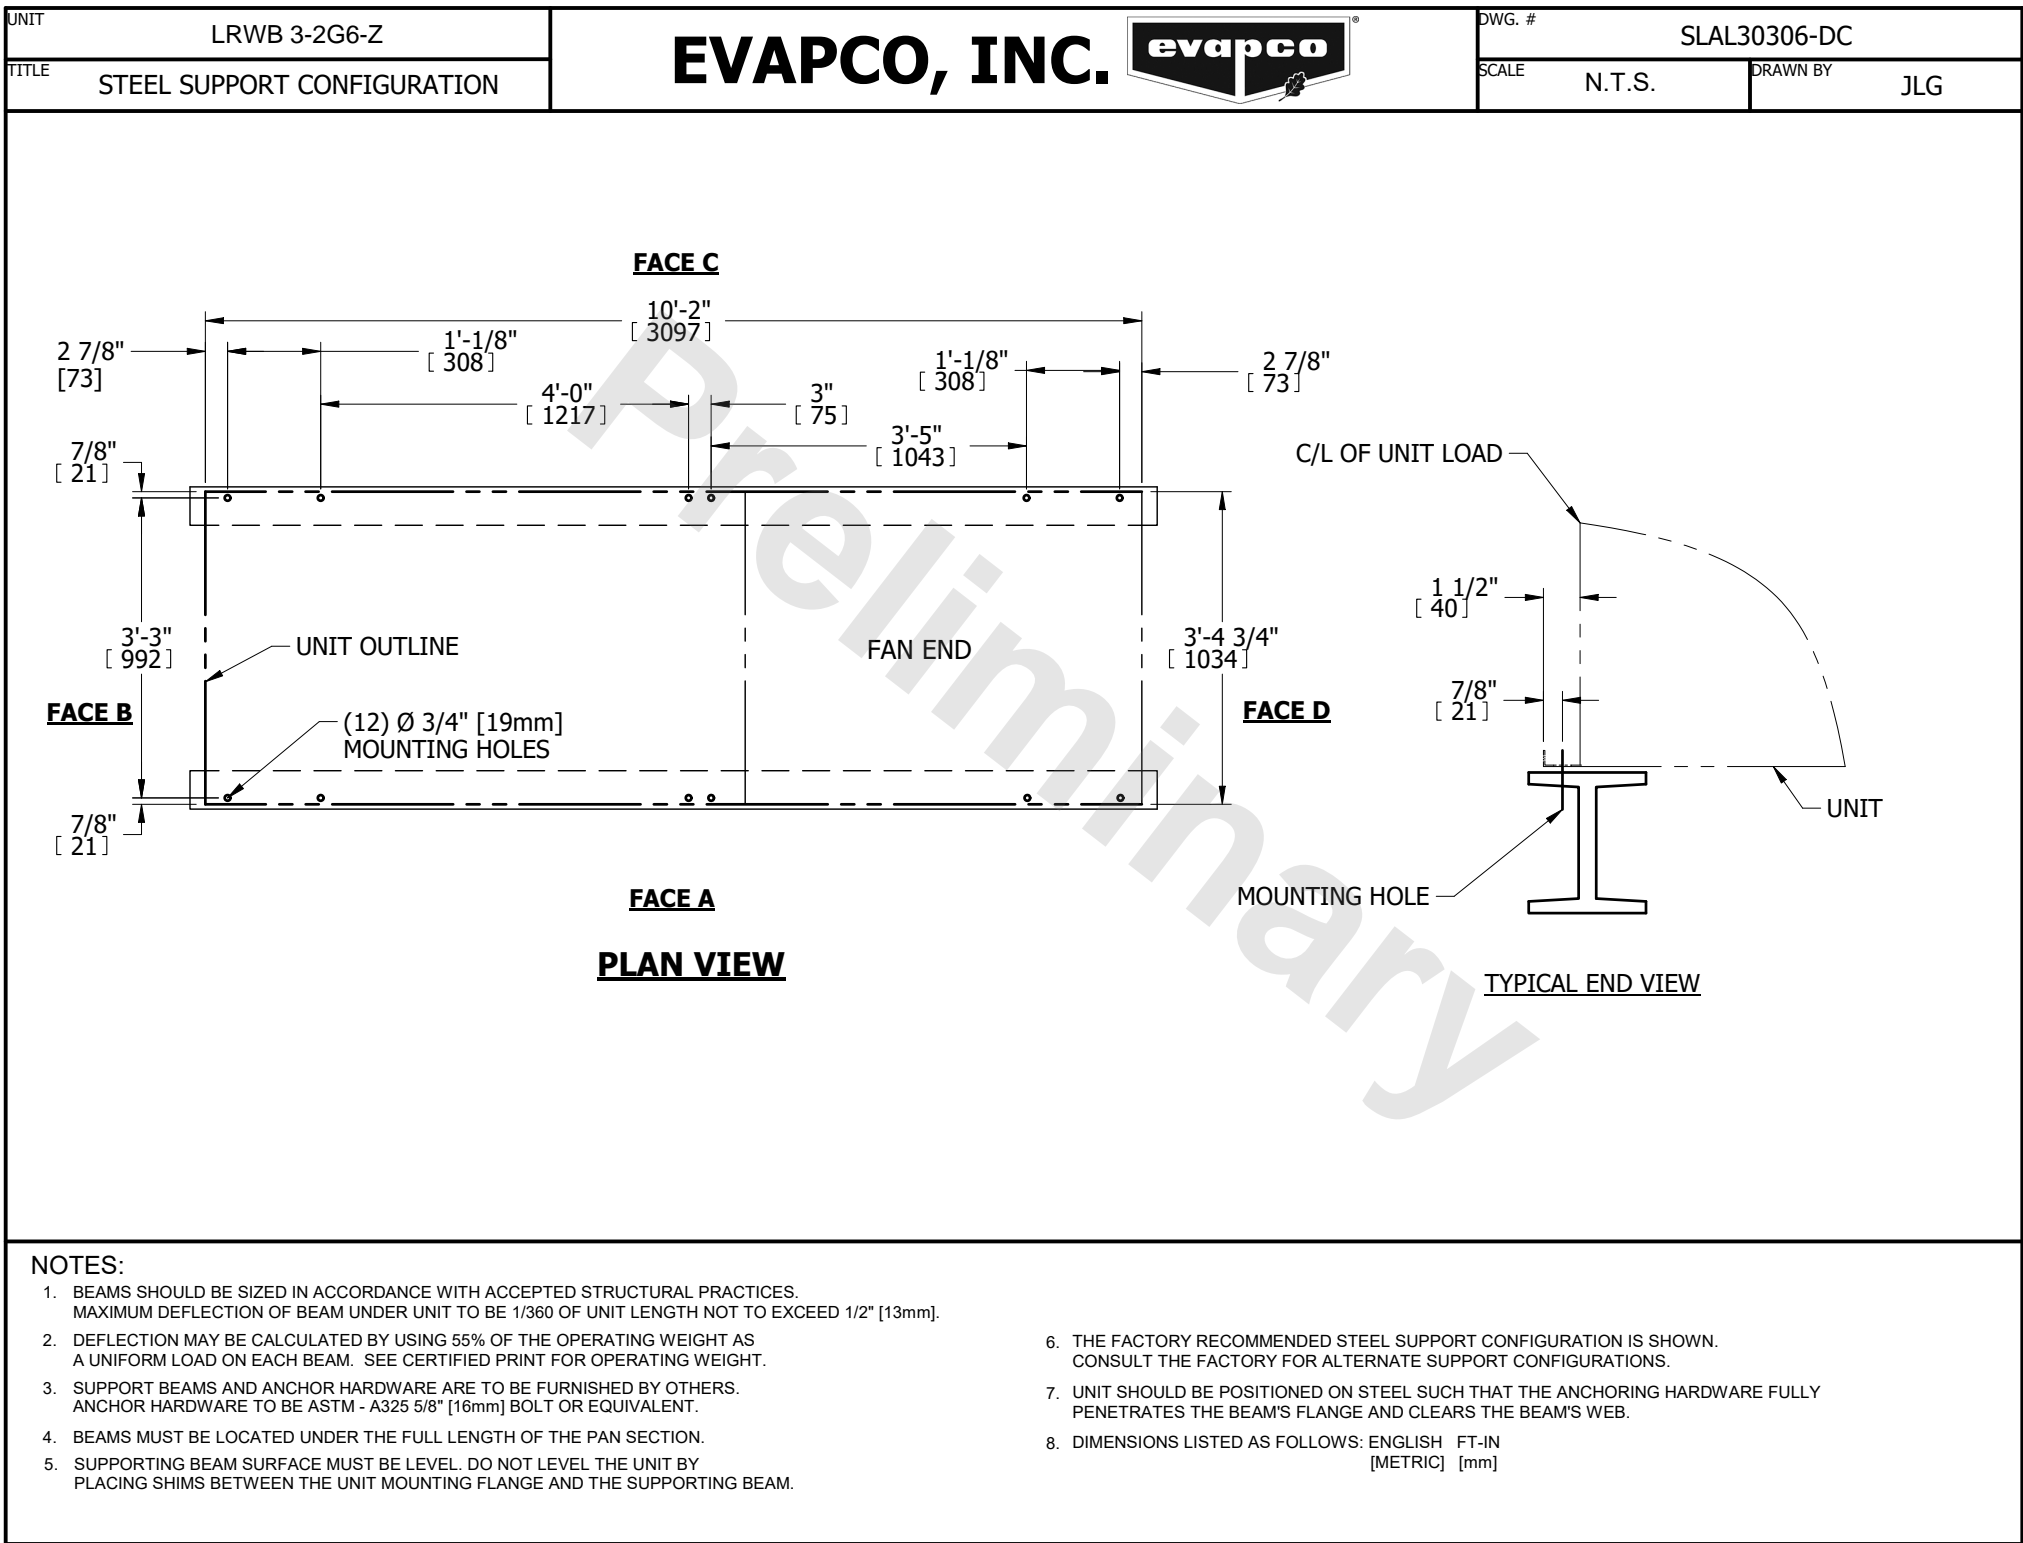 UNIT
LRWB 3-2G6-Z
TITLE
STEEL SUPPORT CONFIGURATION
EVAPCO, INC.
evapco
®
DWG. #
SLAL30306-DC
SCALE
N.T.S.
DRAWN BY
JLG
FACE C
10'-2"
[ 3097]
2 7/8"
[73]
1'-1/8"
[ 308]
1'-1/8"
[ 308]
2 7/8"
[ 73]
4'-0"
[ 1217]
3"
[ 75]
3'-5"
[ 1043]
7/8"
[ 21]
3'-3"
[ 992]
UNIT OUTLINE
FAN END
3'-4 3/4"
[ 1034]
FACE B
(12) Ø 3/4" [19mm]
MOUNTING HOLES
FACE D
7/8"
[ 21]
FACE A
PLAN VIEW
C/L OF UNIT LOAD
1 1/2"
[ 40]
7/8"
[ 21]
UNIT
MOUNTING HOLE
TYPICAL END VIEW
Preliminary
NOTES:
1. BEAMS SHOULD BE SIZED IN ACCORDANCE WITH ACCEPTED STRUCTURAL PRACTICES.
MAXIMUM DEFLECTION OF BEAM UNDER UNIT TO BE 1/360 OF UNIT LENGTH NOT TO EXCEED 1/2" [13mm].
2. DEFLECTION MAY BE CALCULATED BY USING 55% OF THE OPERATING WEIGHT AS
A UNIFORM LOAD ON EACH BEAM. SEE CERTIFIED PRINT FOR OPERATING WEIGHT.
3. SUPPORT BEAMS AND ANCHOR HARDWARE ARE TO BE FURNISHED BY OTHERS.
ANCHOR HARDWARE TO BE ASTM - A325 5/8" [16mm] BOLT OR EQUIVALENT.
4. BEAMS MUST BE LOCATED UNDER THE FULL LENGTH OF THE PAN SECTION.
5. SUPPORTING BEAM SURFACE MUST BE LEVEL. DO NOT LEVEL THE UNIT BY
PLACING SHIMS BETWEEN THE UNIT MOUNTING FLANGE AND THE SUPPORTING BEAM.
6. THE FACTORY RECOMMENDED STEEL SUPPORT CONFIGURATION IS SHOWN.
CONSULT THE FACTORY FOR ALTERNATE SUPPORT CONFIGURATIONS.
7. UNIT SHOULD BE POSITIONED ON STEEL SUCH THAT THE ANCHORING HARDWARE FULLY
PENETRATES THE BEAM'S FLANGE AND CLEARS THE BEAM'S WEB.
8. DIMENSIONS LISTED AS FOLLOWS: ENGLISH FT-IN
[METRIC] [mm]